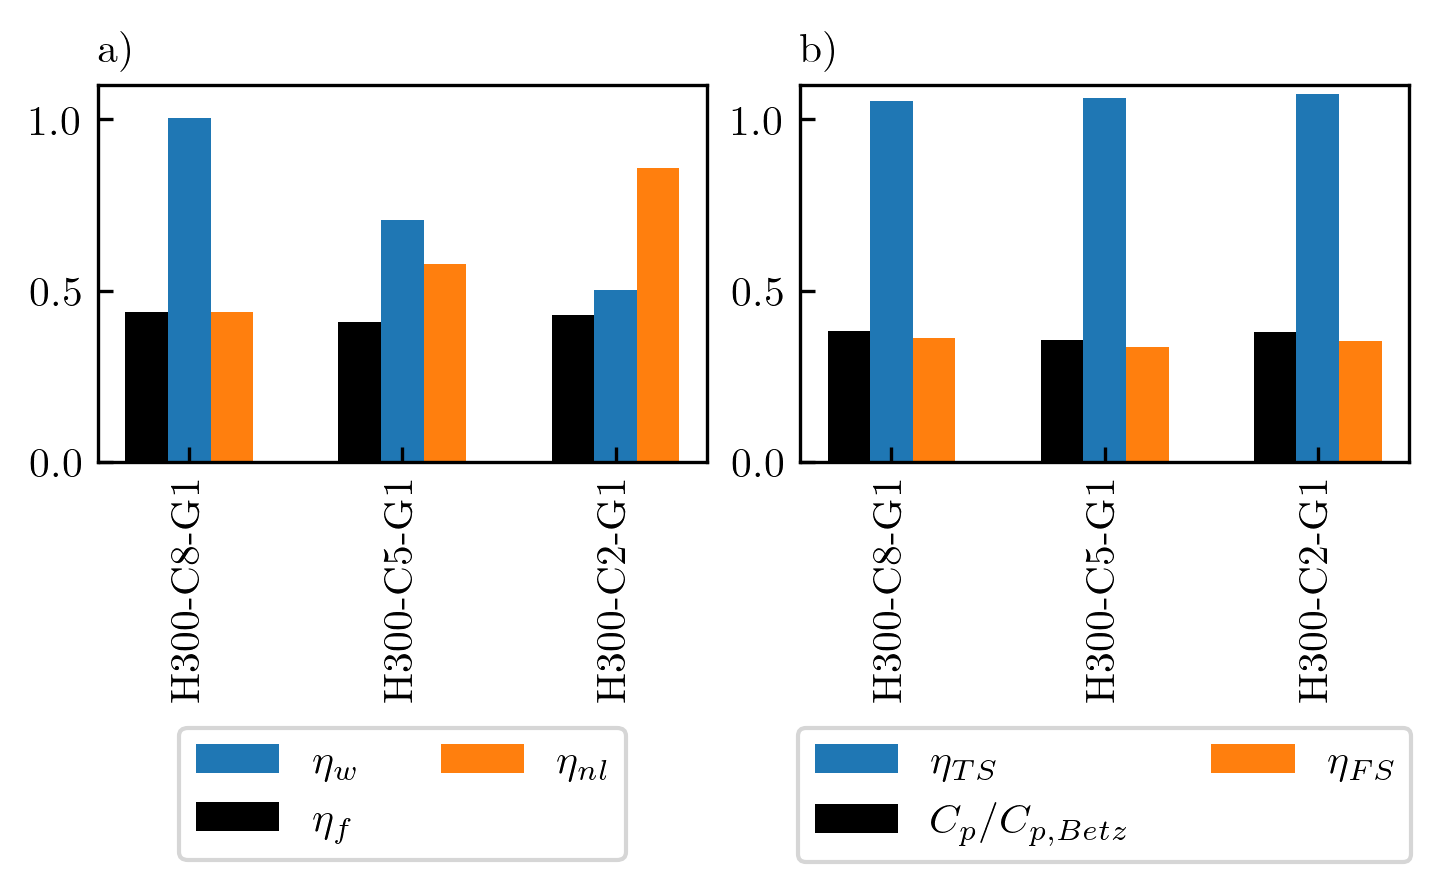 a)
1.0
0.5
0.0
H300-C8-G1
H300-C5-G1
H300-C2-G1
η_w
η_nl
η_f
b)
1.0
0.5
0.0
H300-C8-G1
H300-C5-G1
H300-C2-G1
η_TS
η_FS
C_p/C_p,Betz